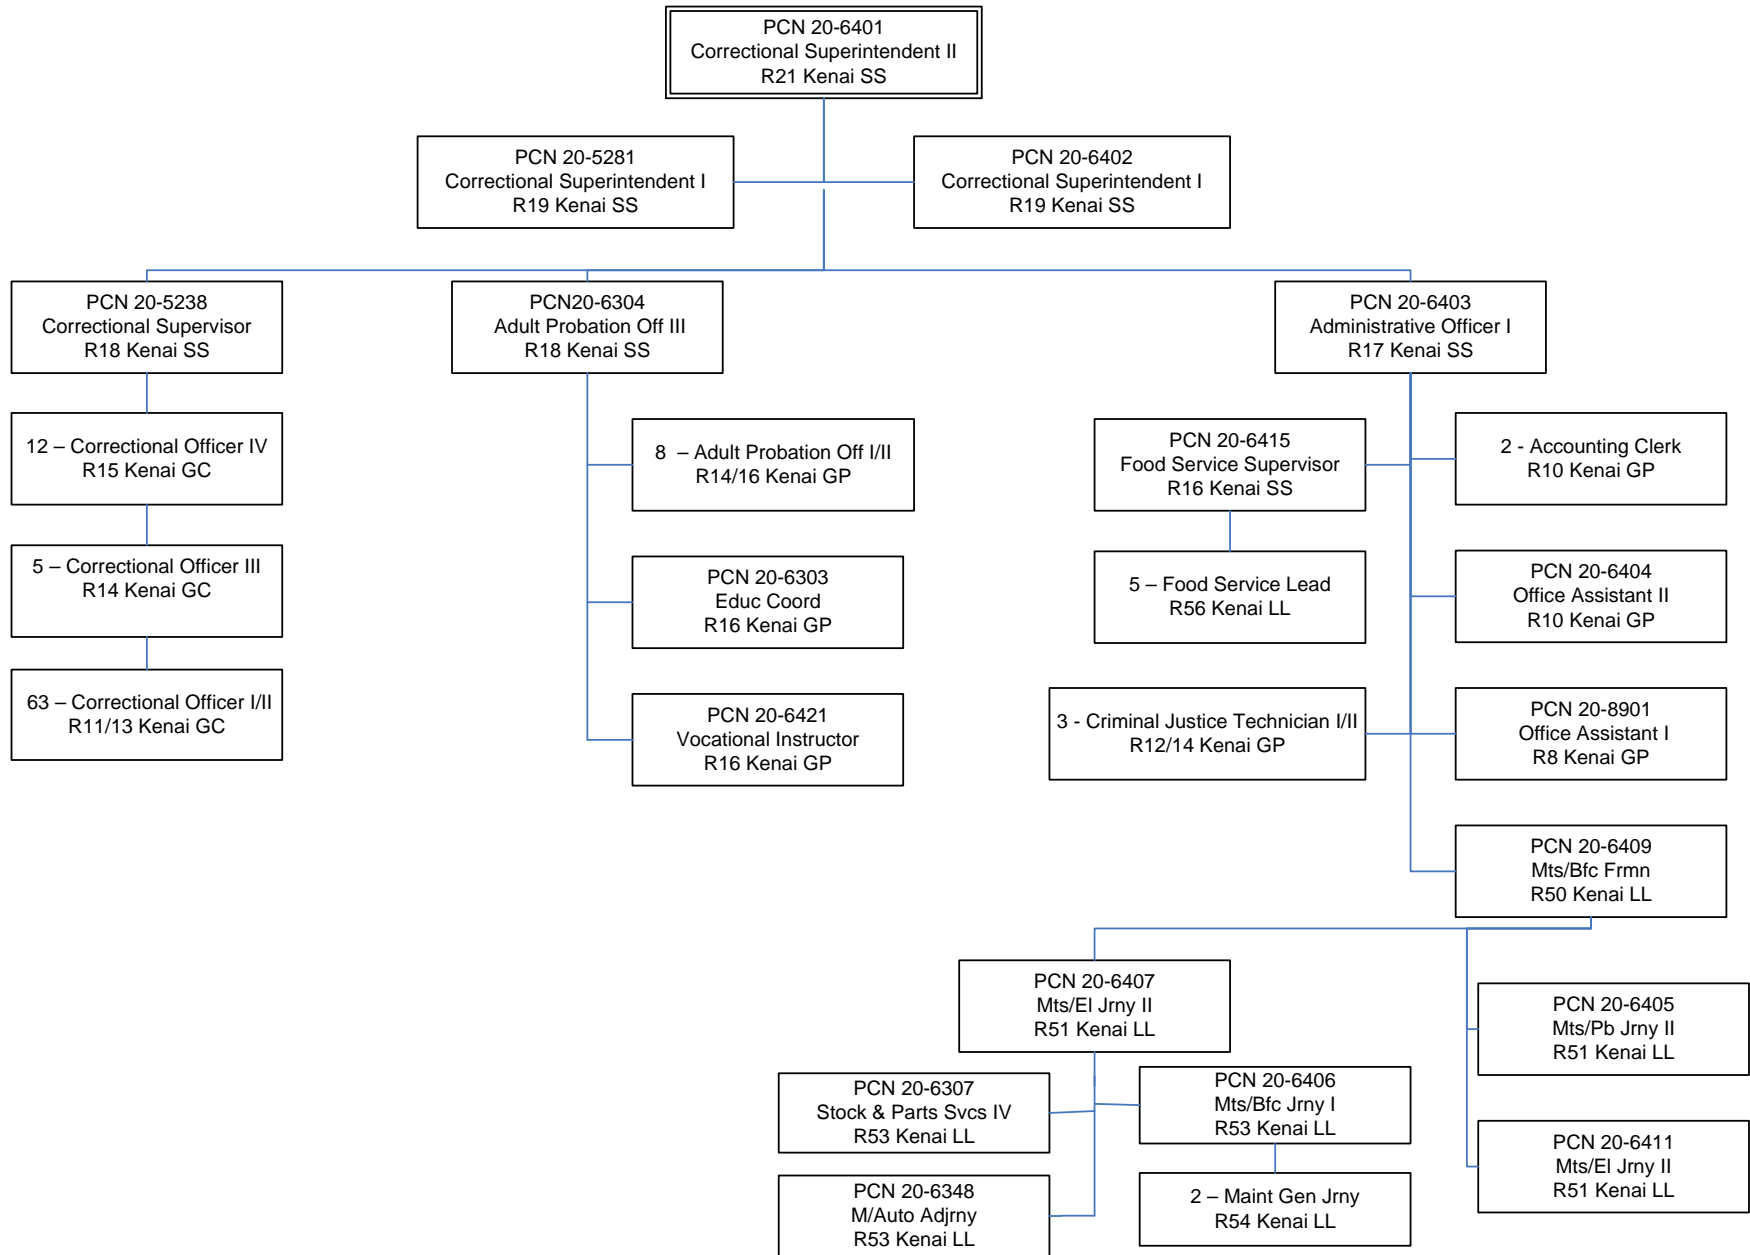 PCN 20-6401
Correctional Superintendent II
R21 Kenai SS
PCN 20-5281
Correctional Superintendent I
R19 Kenai SS
PCN 20-6402
Correctional Superintendent I
R19 Kenai SS
PCN 20-5238
Correctional Supervisor
R18 Kenai SS
PCN20-6304
Adult Probation Off III
R18 Kenai SS
PCN 20-6403
Administrative Officer I
R17 Kenai SS
12 – Correctional Officer IV
R15 Kenai GC
5 – Correctional Officer III
R14 Kenai GC
63 – Correctional Officer I/II
R11/13 Kenai GC
8 – Adult Probation Off I/II
R14/16 Kenai GP
PCN 20-6303
Educ Coord
R16 Kenai GP
PCN 20-6421
Vocational Instructor
R16 Kenai GP
PCN 20-6415
Food Service Supervisor
R16 Kenai SS
5 – Food Service Lead
R56 Kenai LL
3 - Criminal Justice Technician I/II
R12/14 Kenai GP
2 - Accounting Clerk
R10 Kenai GP
PCN 20-6404
Office Assistant II
R10 Kenai GP
PCN 20-8901
Office Assistant I
R8 Kenai GP
PCN 20-6409
Mts/Bfc Frmn
R50 Kenai LL
PCN 20-6407
Mts/El Jrny II
R51 Kenai LL
PCN 20-6307
Stock & Parts Svcs IV
R53 Kenai LL
PCN 20-6348
M/Auto Adjrny
R53 Kenai LL
PCN 20-6406
Mts/Bfc Jrny I
R53 Kenai LL
2 – Maint Gen Jrny
R54 Kenai LL
PCN 20-6405
Mts/Pb Jrny II
R51 Kenai LL
PCN 20-6411
Mts/El Jrny II
R51 Kenai LL